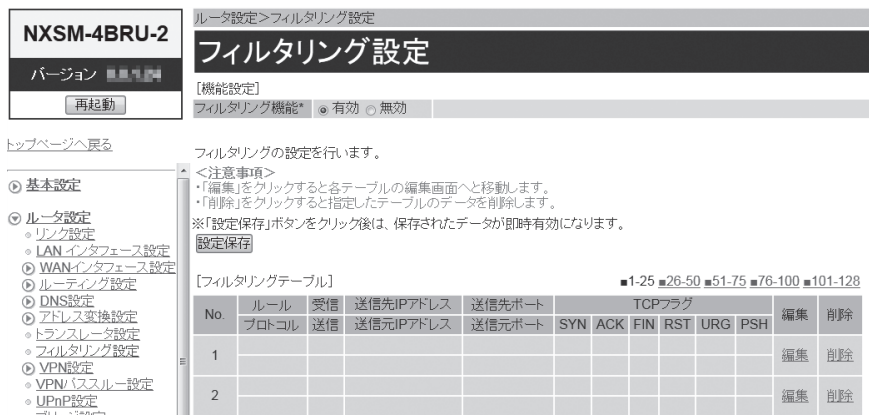 NXSM-4BRU-2
バージョン
再起動
トップページへ戻る
基本設定
ルータ設定
リンク設定
LAN インタフェース設定
WANインタフェース設定
ルーティング設定
DNS設定
アドレス変換設定
トランスレータ設定
フィルタリング設定
VPN設定
VPNパススルー設定
UPnP設定
ルータ設定>フィルタリング設定
フィルタリング設定
[機能設定]
フィルタリング機能* 有効 無効
フィルタリングの設定を行います。
<注意事項>
・「編集」をクリックすると各テーブルの編集画面へと移動します。
・「削除」をクリックすると指定したテーブルのデータを削除します。
※「設定保存」ボタンをクリック後は、保存されたデータが即時有効になります。
設定保存
[フィルタリングテーブル] ■1-25 ■26-50 ■51-75 ■76-100 ■101-128
No. ルール 受信 送信先IPアドレス 送信先ポート TCPフラグ 編集 削除
プロトコル 送信 送信元IPアドレス 送信元ポート SYN ACK FIN RST URG PSH
1 編集 削除
2 編集 削除